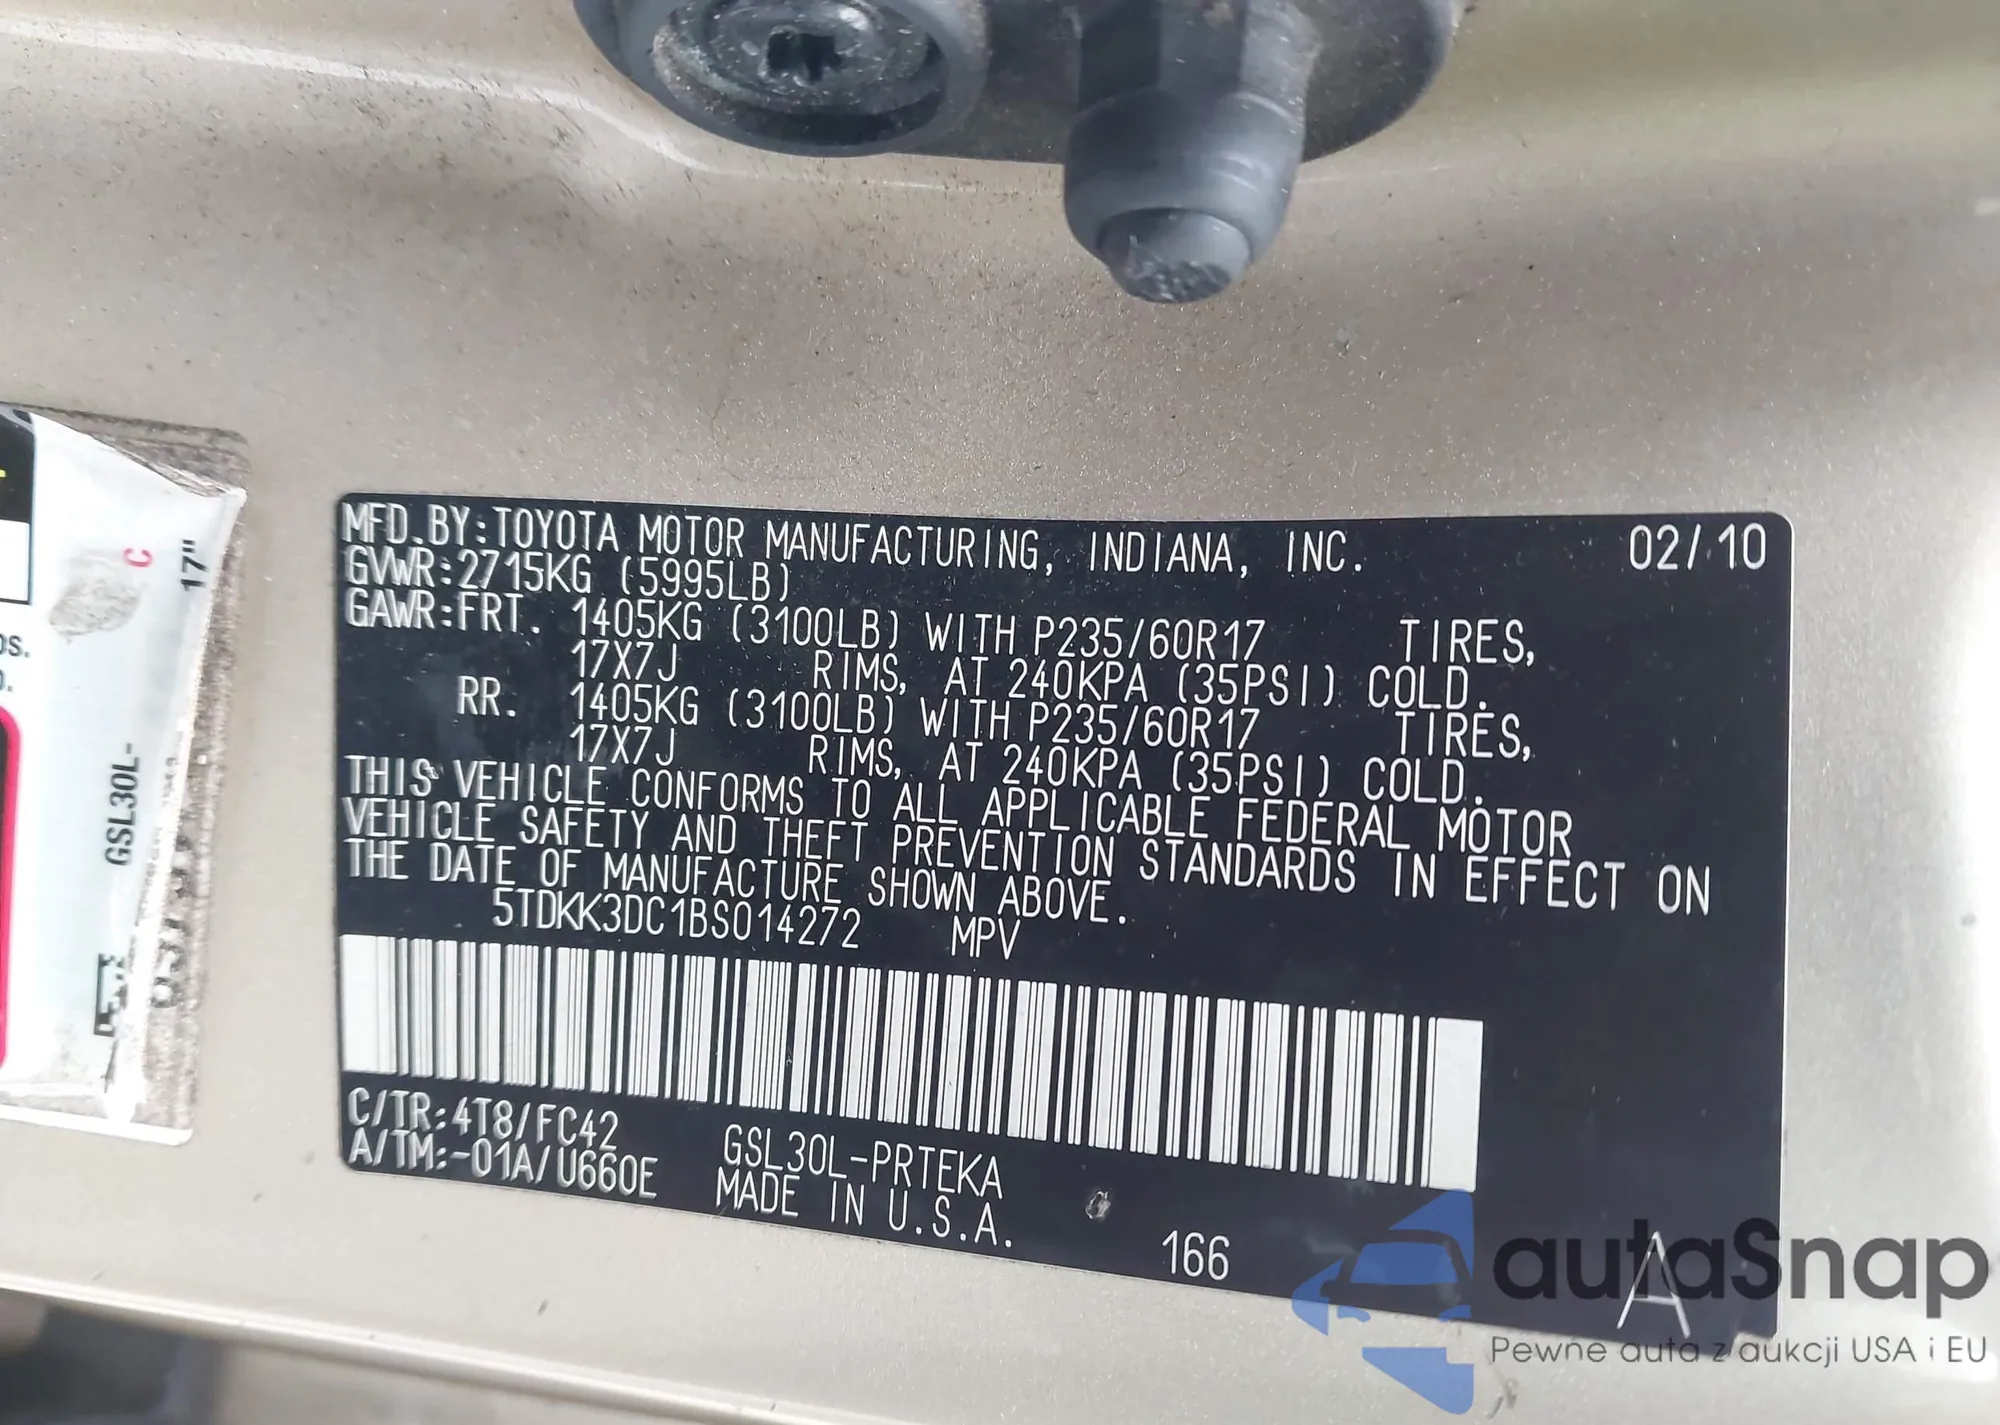 MFD.BY:TOYOTA MOTOR MANUFACTURING, INDIANA, INC. 02/10
GVWR:2715KG (5995LB)
GAWR:FRT. 1405KG (3100LB) WITH P235/60R17 TIRES,
17X7J RIMS, AT 240KPA (35PSI) COLD.
RR. 1405KG (3100LB) WITH P235/60R17 TIRES,
17X7J RIMS, AT 240KPA (35PSI) COLD.
THIS VEHICLE CONFORMS TO ALL APPLICABLE FEDERAL MOTOR
VEHICLE SAFETY AND THEFT PREVENTION STANDARDS IN EFFECT ON
THE DATE OF MANUFACTURE SHOWN ABOVE.
5TDKK3DC1BS014272 MPV
C/TR:4T8/FC42
A/TM:-01A/U660E
GSL30L-PRTEKA
MADE IN U.S.A.
166
A
C
17"
GSL30L-
autoSnap
Pewne auta z aukcji USA i EU